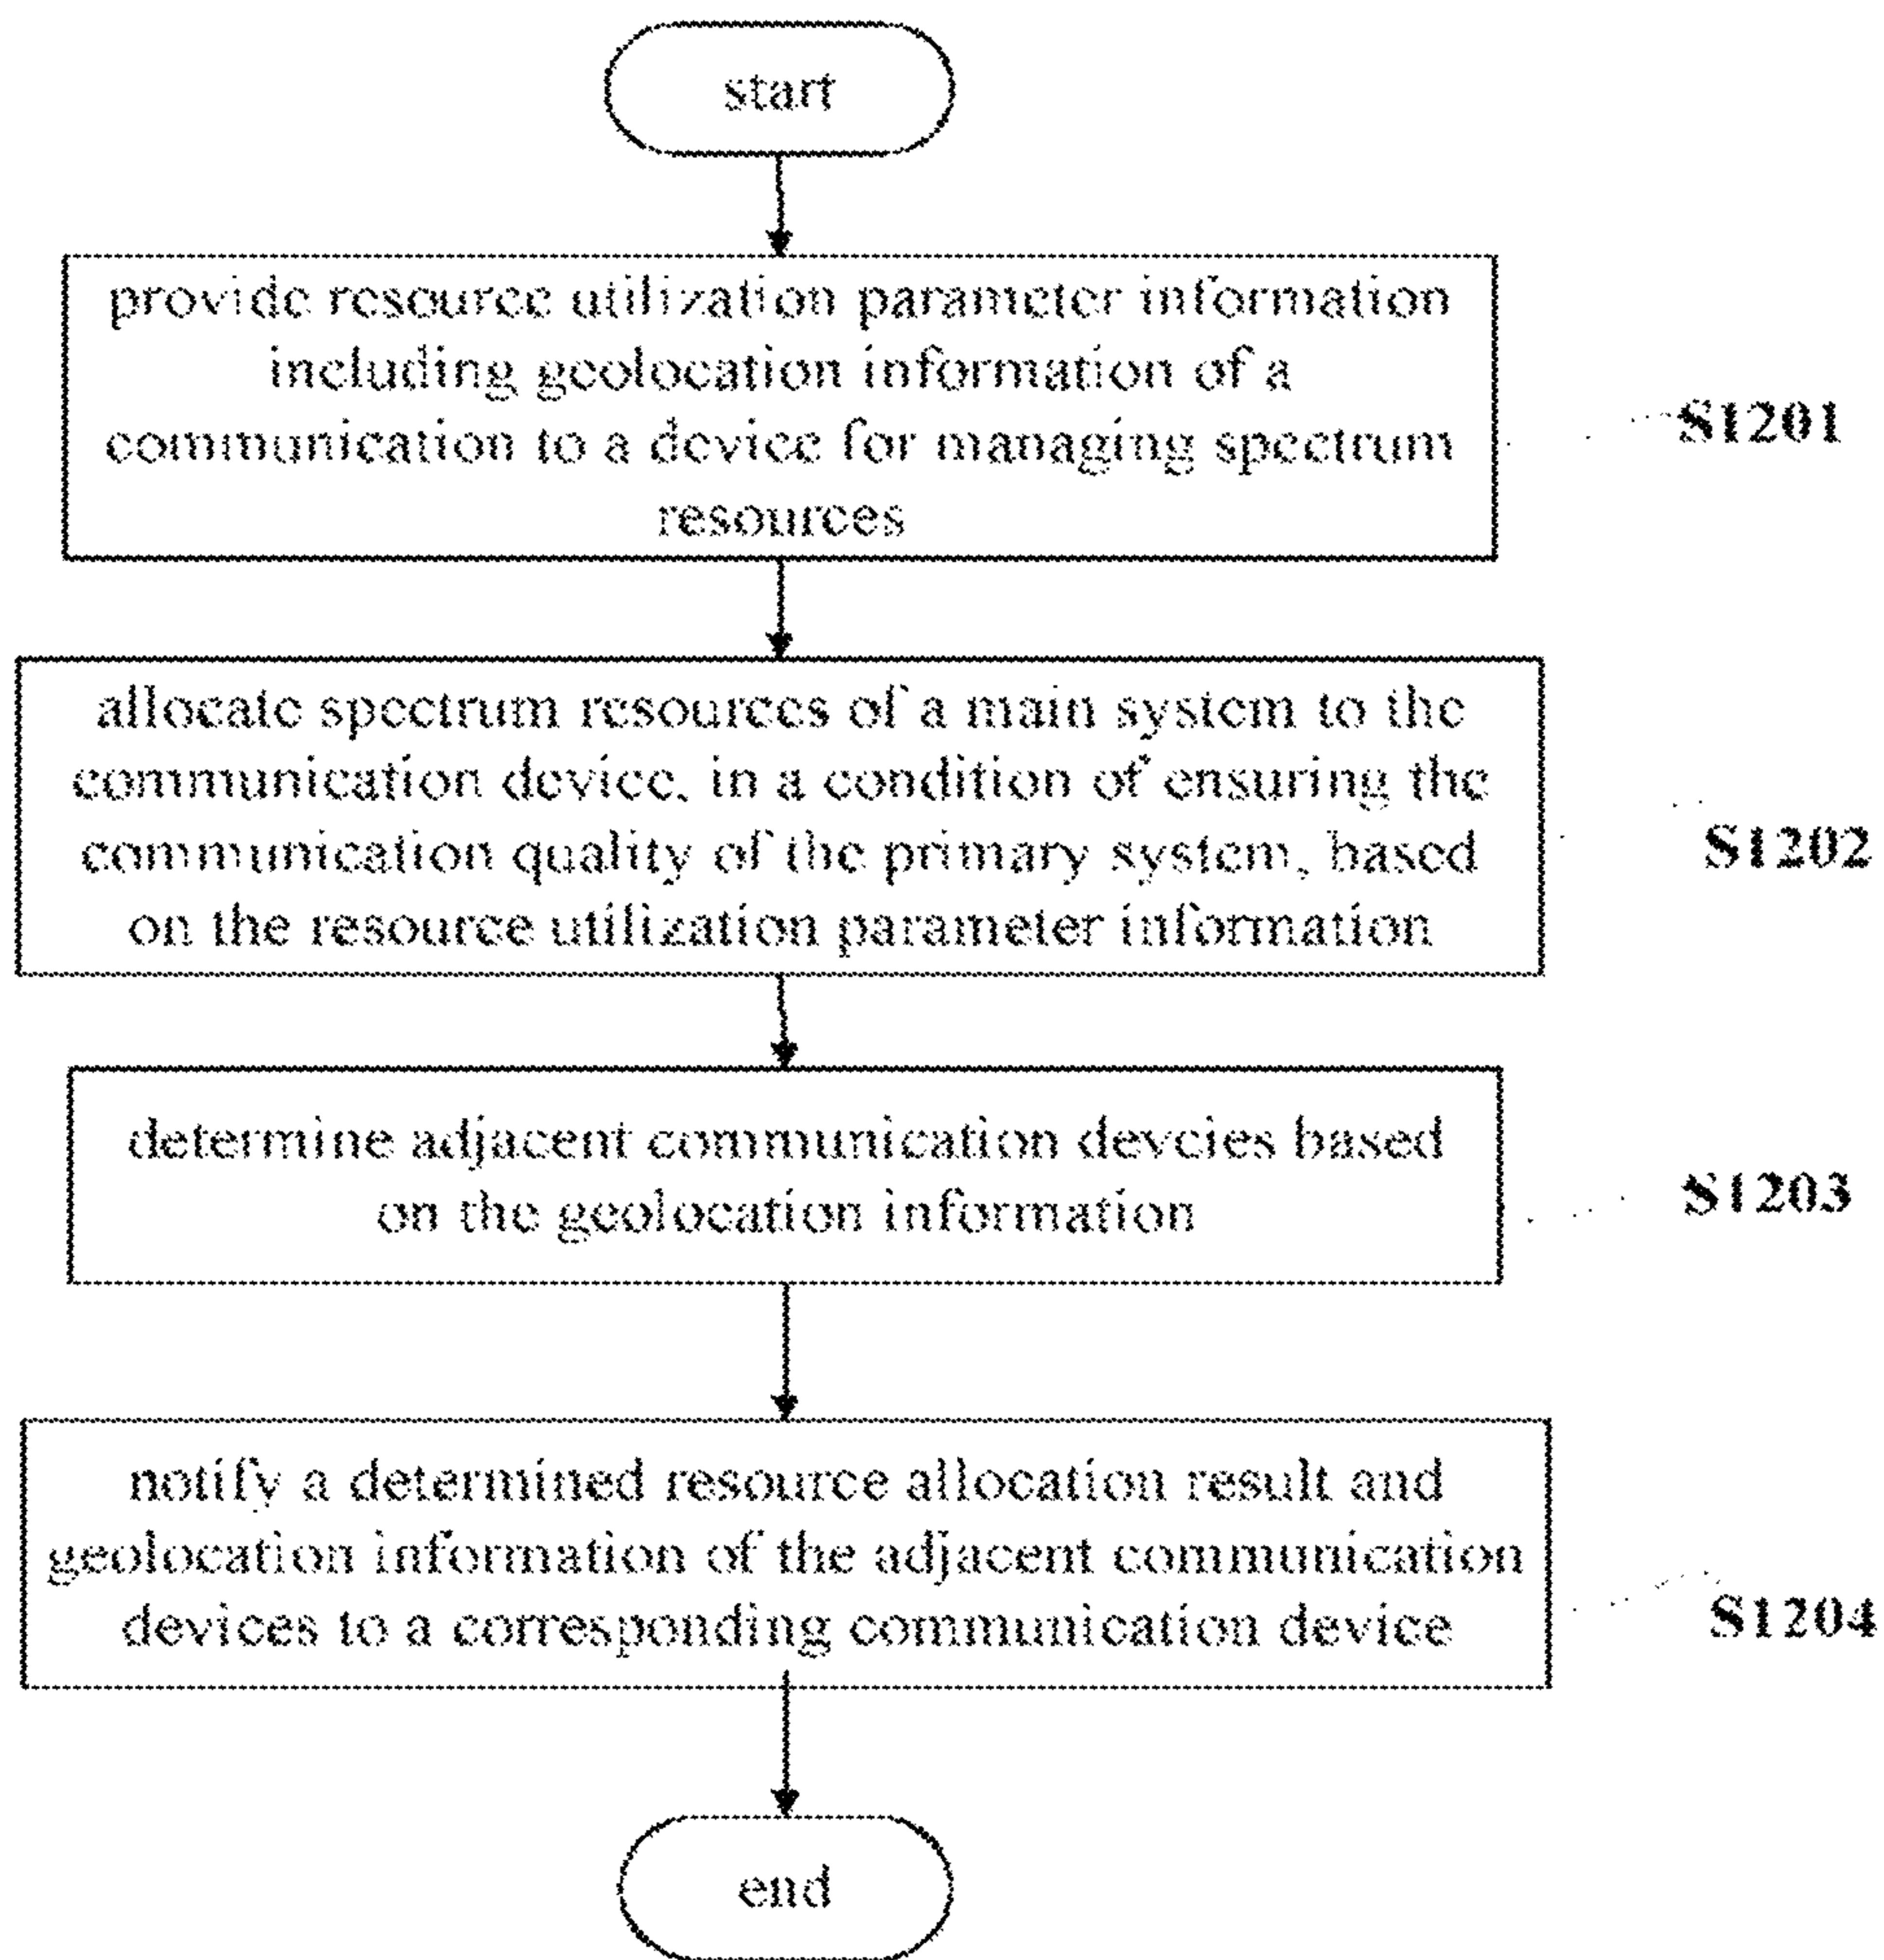 start
provide resource utilization parameter information
including geolocation information of a
communication to a device for managing spectrum
resources
S1201
allocate spectrum resources of a main system to the
communication device, in a condition of ensuring the
communication quality of the primary system, based
on the resource utilization parameter information
S1202
determine adjacent communication devcies based
on the geolocation information
S1203
notify a determined resource allocation result and
geolocation information of the adjacent communication
devices to a corresponding communication device
S1204
end